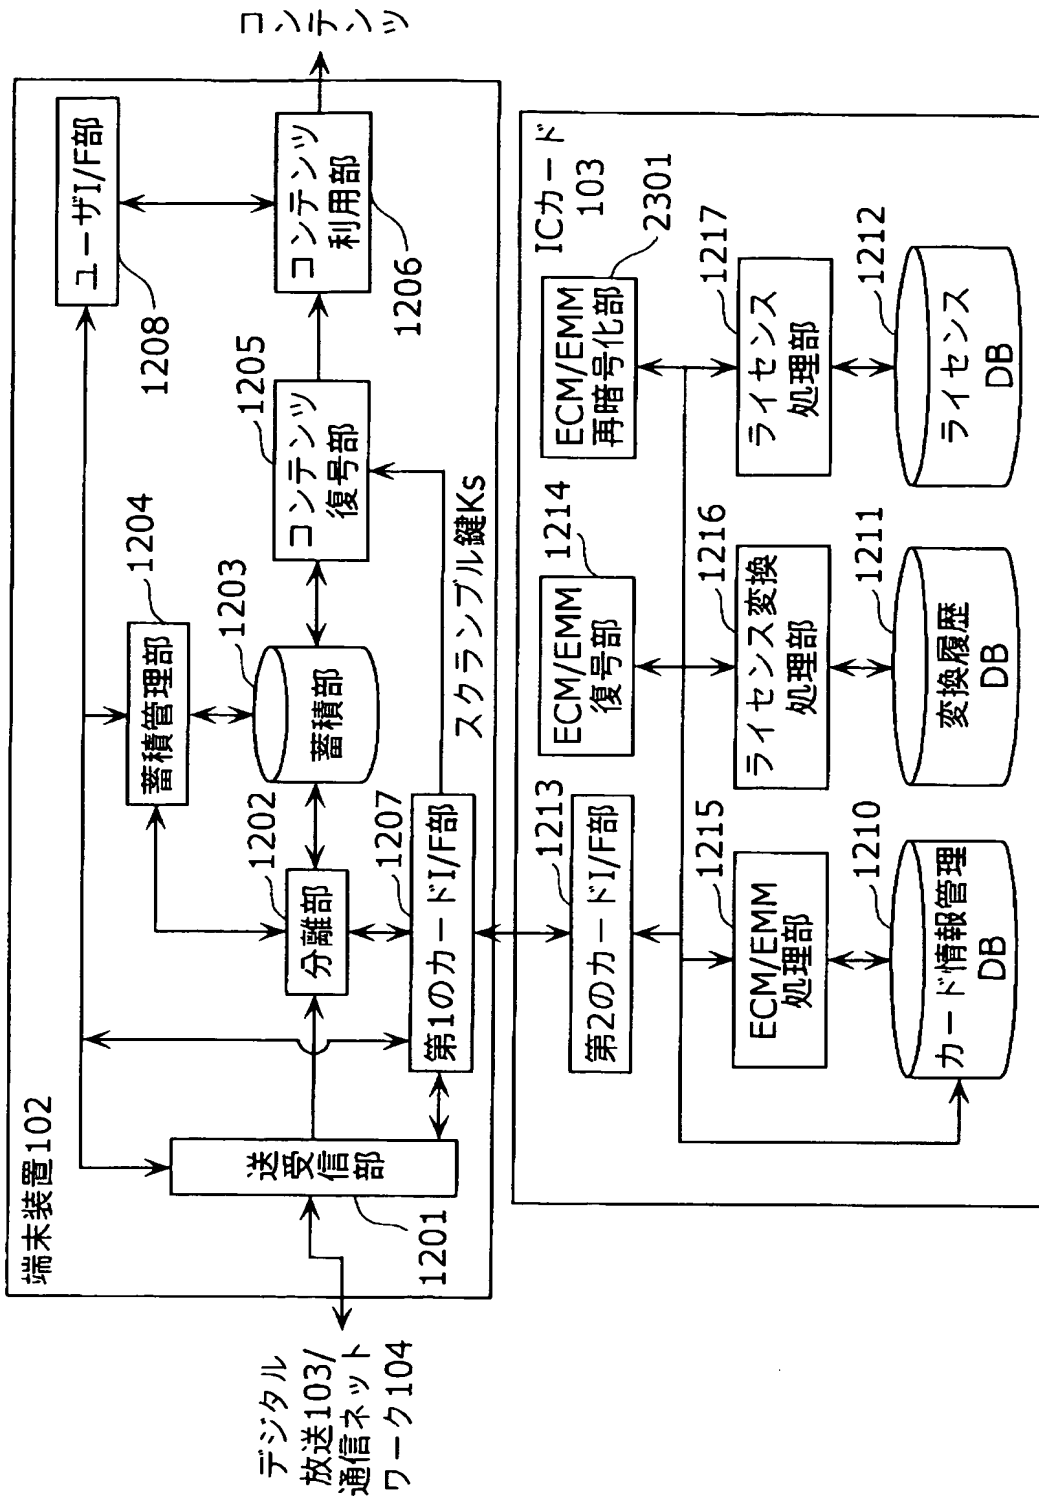 端末装置102
ユーザI/F部
1208
蓄積管理部
1204
蓄積部
1203
分離部
1202
コンテンツ
復号部
1205
コンテンツ
利用部
1206
コンテンツ
送受信部
1201
第1のカードI/F部
1207
スクランブル鍵Ks
デジタル
放送103/
通信ネット
ワーク104
ICカード
103
第2のカードI/F部
1213
ECM/EMM
復号部
1214
ECM/EMM
再暗号化部
2301
ECM/EMM
処理部
1215
ライセンス変換
処理部
1216
ライセンス
処理部
1217
カード情報管理
DB
1210
変換履歴
DB
1211
ライセンス
DB
1212